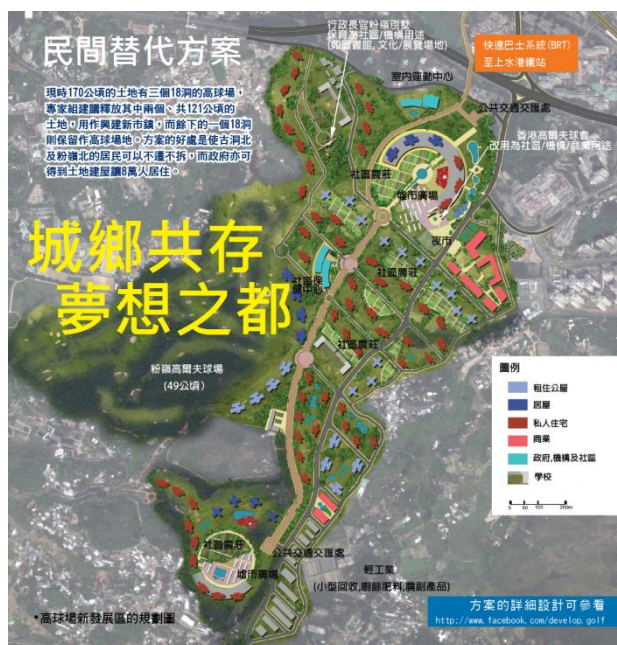 民間替代方案
現時170公頃的土地有三個18洞的高球場,
專家組建議釋放其中兩個、共121公頃的
土地,用作興建新市鎮,而餘下的一個18洞
則保留作高球場地。方案的好處是使古洞北
及粉嶺北的居民可以不遷不拆,而政府亦可
得到土地建屋讓8萬人居住。
行政長官粉嶺別墅
保育為社區/機構用途
文化/展覽場地)
快速巴士系統(BRT)
至上水港鐵站
室內運動中心
公共交通交匯處
香港高爾夫球會
改用為社區/機構/商業用途
社區農莊
墟市廣場
夜市
城鄉共存
夢想之都
社區農莊
社區農莊
粉嶺高爾夫球場
(49公頃)
圖例
租住公屋
居屋
私人住宅
商業
政府,機構及社區
學校
0 50 100 200m
社區農莊
墟市廣場
公共交通交匯處
輕工業
(小型回收,廚餘肥料,農副產品)
*高球場新發展區的規劃圖
方案的詳細設計可參看
http://www.facebook.com/develop.golf